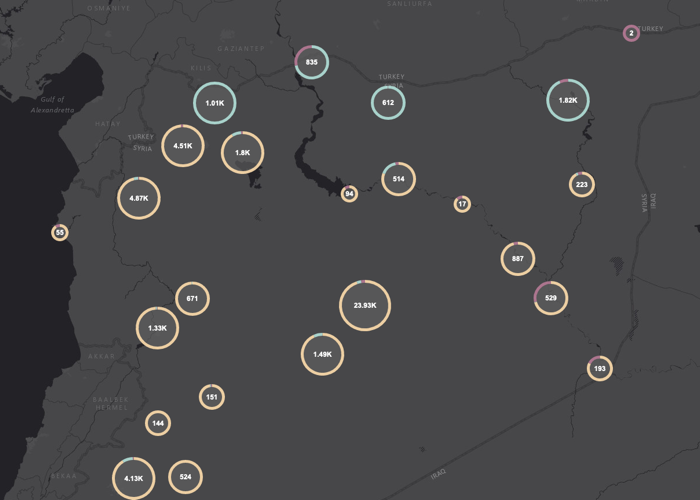 OSMANIYE
SANLIURFA
2
TURKEY
GAZIANTEP
835
KILIS
TURKEY
SYRIA
Gulf of
Alexandretta
1.01K
612
1.82K
HATAY
TURKEY
SYRIA
4.51K
1.8K
514
223
94
4.87K
17
SYRIA
IRAQ
55
887
671
529
23.93K
1.33K
1.49K
AKKAR
193
151
BAALBEK
HERMEL
144
IRAQ
BEKAA
4.13K
524